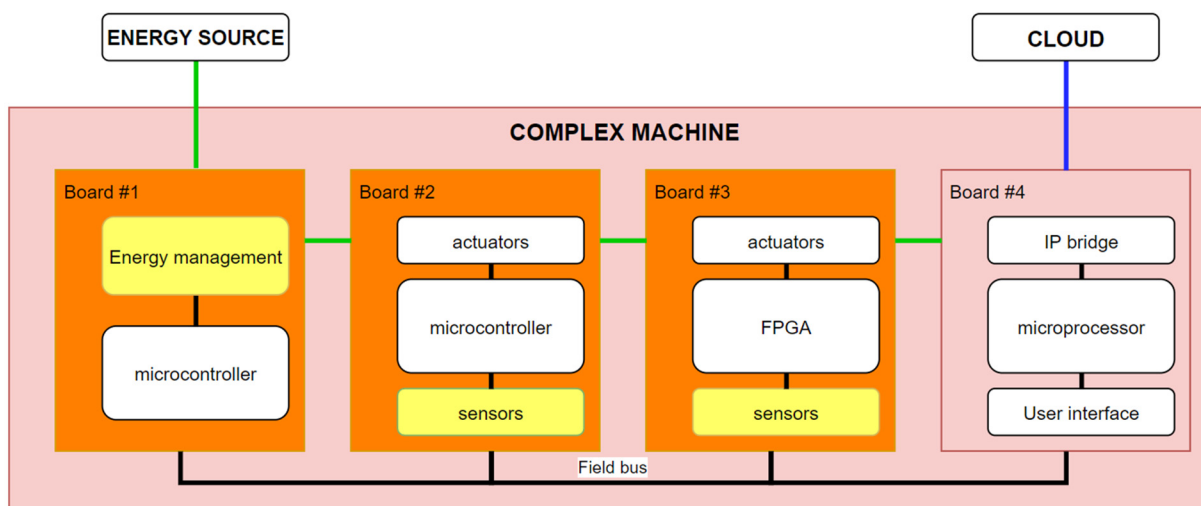 ENERGY SOURCE
CLOUD
COMPLEX MACHINE
Board #1
Energy management
microcontroller
Board #2
actuators
microcontroller
sensors
Board #3
actuators
FPGA
sensors
Board #4
IP bridge
microprocessor
User interface
Field bus